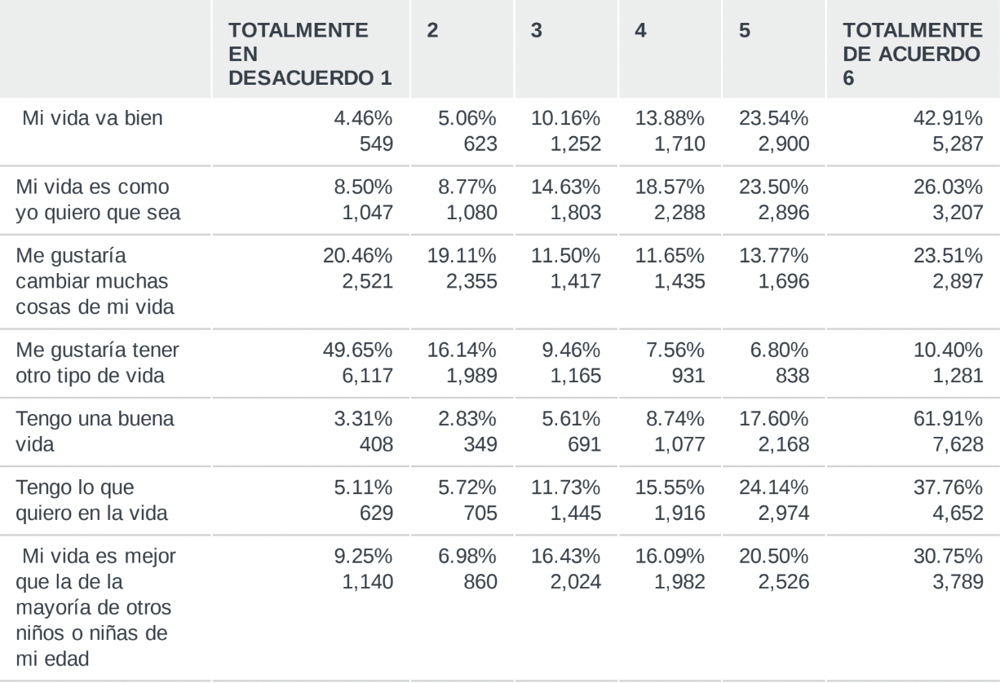 TOTALMENTE EN DESACUERDO 1 2 3 4 5 TOTALMENTE DE ACUERDO 6
Mi vida va bien 4.46% 5.06% 10.16% 13.88% 23.54% 42.91%
549 623 1,252 1,710 2,900 5,287
Mi vida es como 8.50% 8.77% 14.63% 18.57% 23.50% 26.03%
yo quiero que sea 1,047 1,080 1,803 2,288 2,896 3,207
Me gustaría 20.46% 19.11% 11.50% 11.65% 13.77% 23.51%
cambiar muchas 2,521 2,355 1,417 1,435 1,696 2,897
cosas de mi vida
Me gustaría tener 49.65% 16.14% 9.46% 7.56% 6.80% 10.40%
otro tipo de vida 6,117 1,989 1,165 931 838 1,281
Tengo una buena 3.31% 2.83% 5.61% 8.74% 17.60% 61.91%
vida 408 349 691 1,077 2,168 7,628
Tengo lo que 5.11% 5.72% 11.73% 15.55% 24.14% 37.76%
quiero en la vida 629 705 1,445 1,916 2,974 4,652
Mi vida es mejor 9.25% 6.98% 16.43% 16.09% 20.50% 30.75%
que la de la 1,140 860 2,024 1,982 2,526 3,789
mayoría de otros
niños o niñas de
mi edad